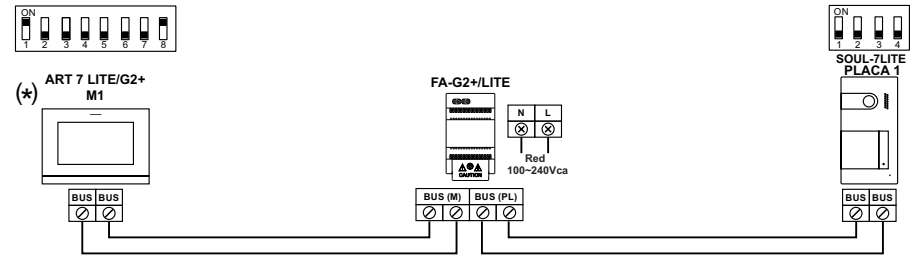 ON
1 2 3 4 5 6 7 8
ON
1 2 3 4
(*)
ART 7 LITE/G2+
M1
FA-G2+/LITE
SOUL-7LITE
PLACA 1
N L
Red
100~240Vca
CAUTION
BUS BUS
BUS (M) BUS (PL)
BUS BUS